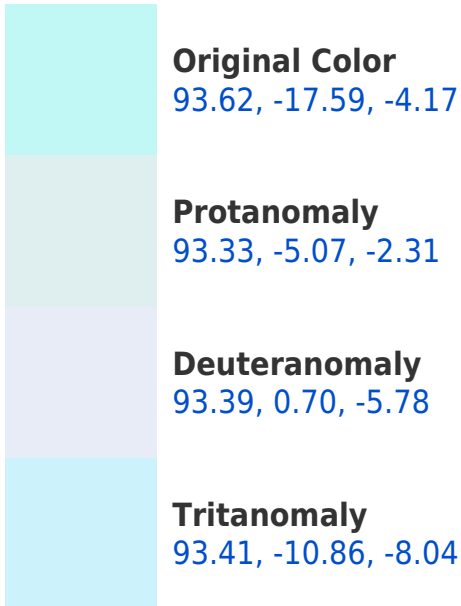 Original Color
93.62, -17.59, -4.17
Protanomaly
93.33, -5.07, -2.31
Deuteranomaly
93.39, 0.70, -5.78
Tritanomaly
93.41, -10.86, -8.04